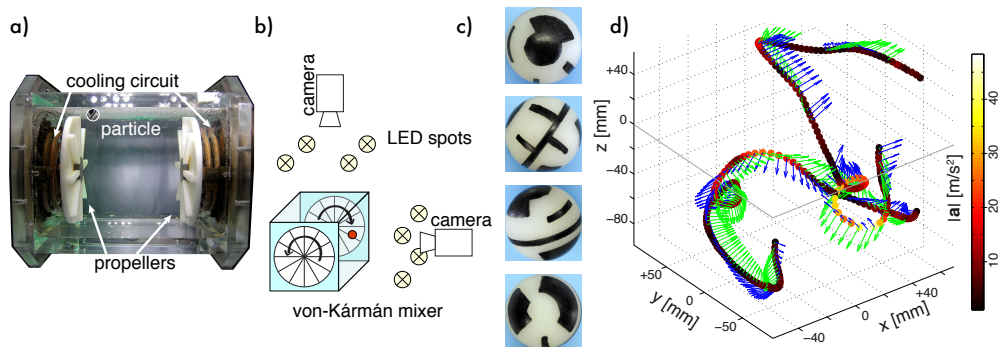 a)
cooling circuit
particle
propellers
b)
camera
LED spots
camera
von-Kármán mixer
c)
d)
z [mm]
+40
0
−40
−60
−80
y [mm]
+50
0
−50
x [mm]
−40
0
+40
|a| [m/s²]
40
30
20
10